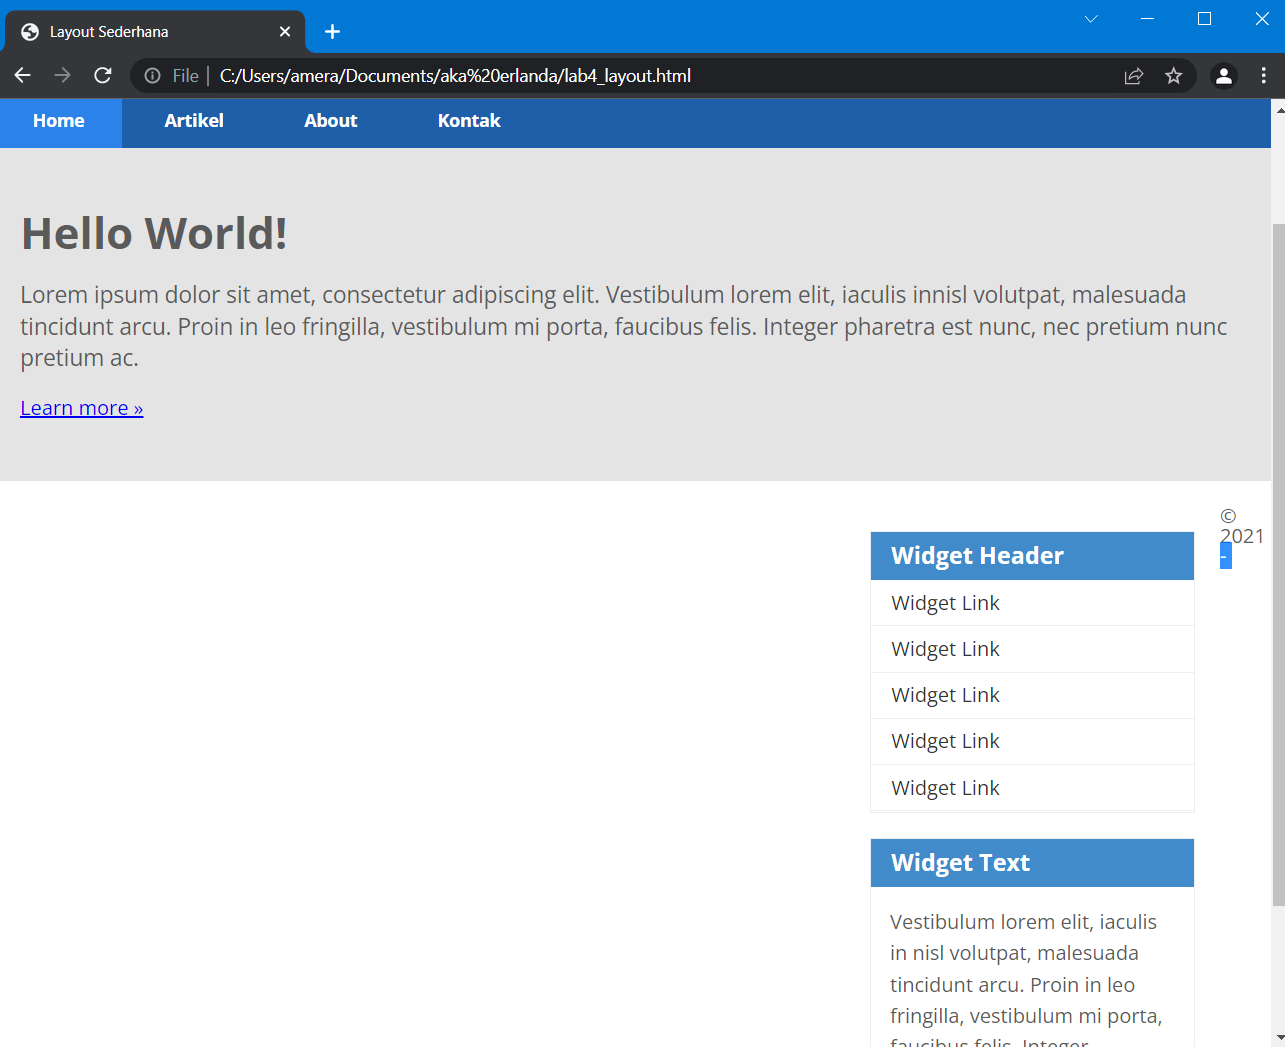 Layout Sederhana
File | C:/Users/amera/Documents/aka%20erlanda/lab4_layout.html
Home Artikel About Kontak
Hello World!
Lorem ipsum dolor sit amet, consectetur adipiscing elit. Vestibulum lorem elit, iaculis innisl volutpat, malesuada
tincidunt arcu. Proin in leo fringilla, vestibulum mi porta, faucibus felis. Integer pharetra est nunc, nec pretium nunc
pretium ac.
Learn more »
©
2021
-
Widget Header
Widget Link
Widget Link
Widget Link
Widget Link
Widget Link
Widget Text
Vestibulum lorem elit, iaculis
in nisl volutpat, malesuada
tincidunt arcu. Proin in leo
fringilla, vestibulum mi porta,
faucibus felis. Integer